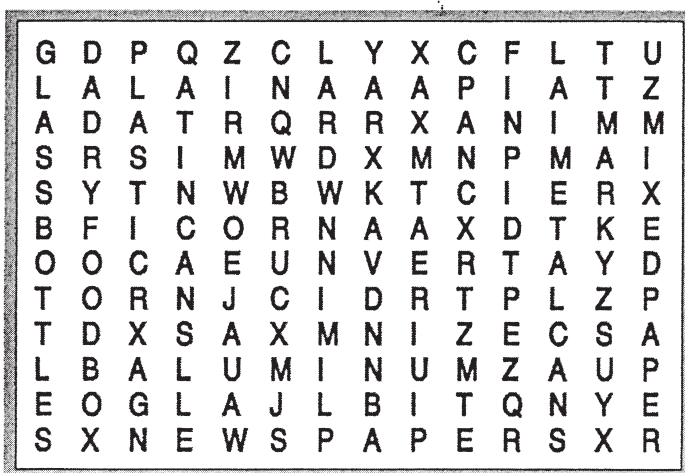 G D P Q Z C L Y X C F L T U
L A L A I N A A A P I A T Z
A D A T R Q R R X A N I M M
S R S I M W D X M N P M A I
S Y T N W B W K T C I E R X
B F I C O R N A A X D T K E
O O C A E U N V E R T A Y D
T O R N J C I D R T P L Z P
T D X S A X M N I Z E C S A
L B A L U M I N U M Z A U P
E O G L A J L B I T Q N Y E
S X N E W S P A P E R S X R